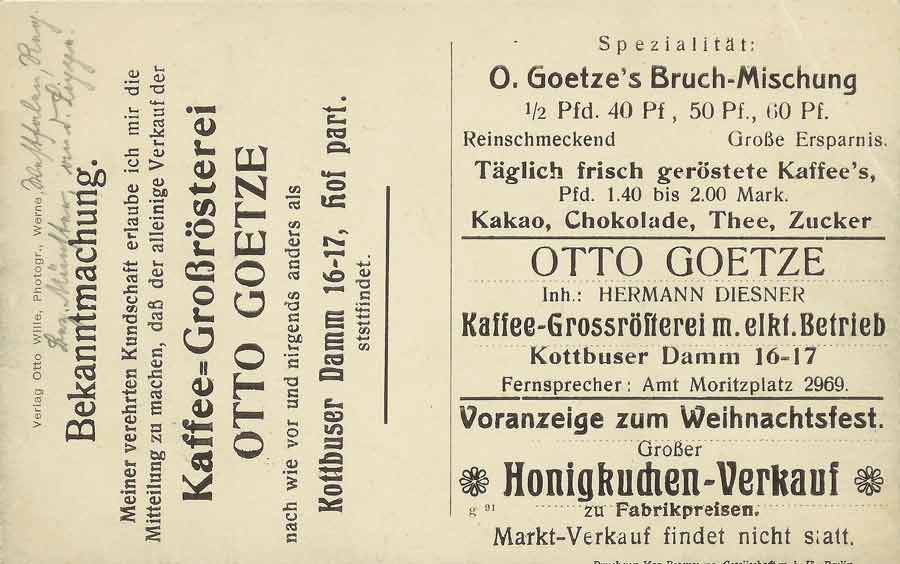 Verlag Otto Wille, Photogr., Werne,
Westfalen, Reg.
Bez. Münster,
Bekanntmachung.
Meiner verehrten Kundschaft erlaube ich mir die
Mitteilung zu machen, daß der alleinige Verkauf der
Kaffee=Großrösterei
OTTO GOETZE
nach wie vor und nirgends anders als
Kottbuser Damm 16-17, Hof part.
ststtfindet.
Spezialität:
O. Goetze's Bruch-Mischung
1/2 Pfd. 40 Pf, 50 Pf., 60 Pf.
Reinschmeckend Große Ersparnis.
Täglich frisch geröstete Kaffee's,
Pfd. 1.40 bis 2.00 Mark.
Kakao, Chokolade, Thee, Zucker
OTTO GOETZE
Inh.: HERMANN DIESNER
Kaffee-Grossrösterei m. elkt. Betrieb
Kottbuser Damm 16-17
Fernsprecher: Amt Moritzplatz 2969.
Voranzeige zum Weihnachtsfest.
Großer
Honigkuchen-Verkauf
g 91
zu Fabrikpreisen.
Markt-Verkauf findet nicht statt.